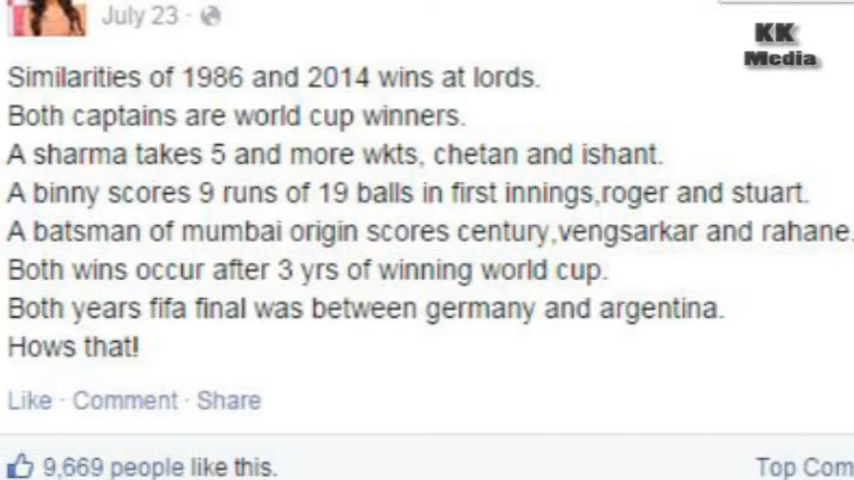 July 23 ·
KK
Media
Similarities of 1986 and 2014 wins at lords.
Both captains are world cup winners.
A sharma takes 5 and more wkts, chetan and ishant.
A binny scores 9 runs of 19 balls in first innings,roger and stuart.
A batsman of mumbai origin scores century,vengsarkar and rahane.
Both wins occur after 3 yrs of winning world cup.
Both years fifa final was between germany and argentina.
Hows that!
Like · Comment · Share
9,669 people like this.
Top Com